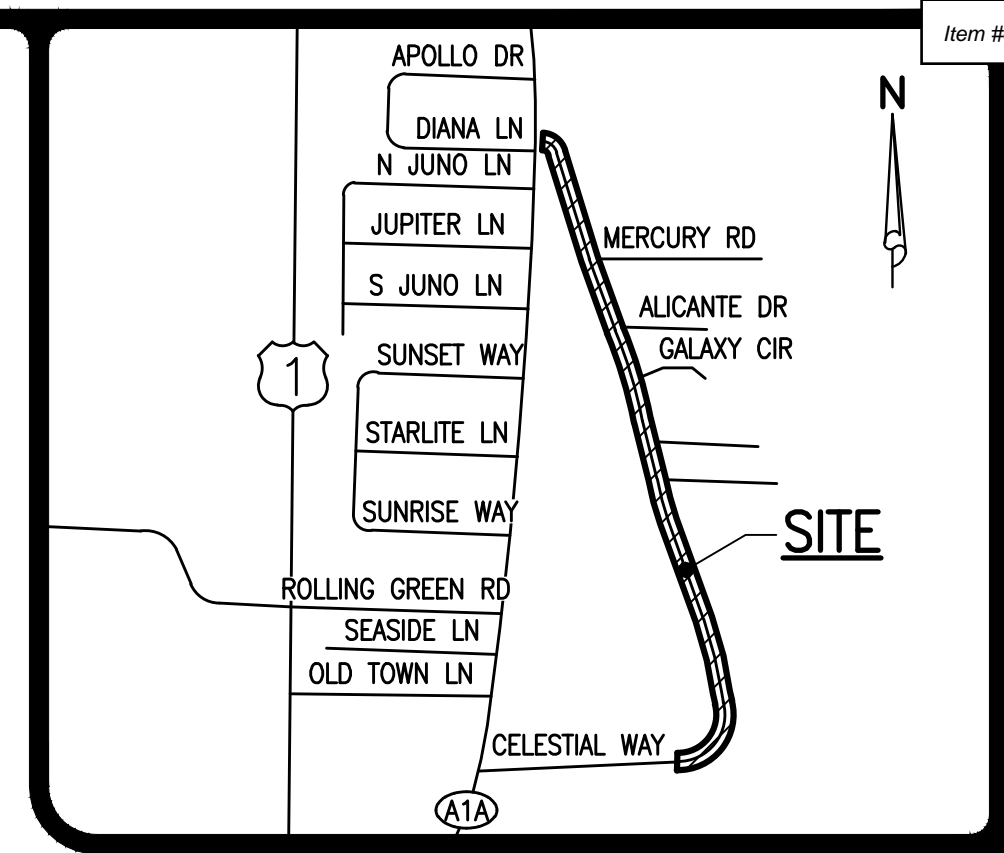 Item #
APOLLO DR
N
DIANA LN
N JUNO LN
JUPITER LN
MERCURY RD
S JUNO LN
ALICANTE DR
SUNSET WAY
GALAXY CIR
1
STARLITE LN
SUNRISE WAY
SITE
ROLLING GREEN RD
SEASIDE LN
OLD TOWN LN
CELESTIAL WAY
A1A